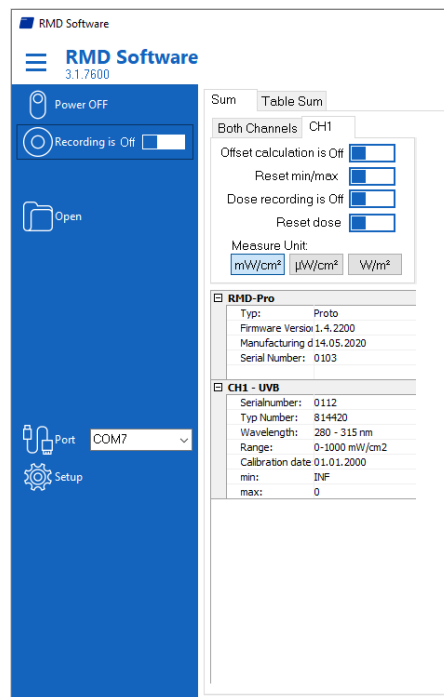 RMD Software
RMD Software
3.1.7600
Power OFF
Recording is Off
Open
Port COM7
Setup
Sum Table Sum
Both Channels CH1
Offset calculation is Off
Reset min/max
Dose recording is Off
Reset dose
Measure Unit:
mW/cm² µW/cm² W/m²
RMD-Pro
Typ: Proto
Firmware Versio 1.4.2200
Manufacturing d 14.05.2020
Serial Number: 0103
CH1 - UVB
Serialnumber: 0112
Typ Number: 814420
Wavelength: 280 - 315 nm
Range: 0-1000 mW/cm2
Calibration date 01.01.2000
min: INF
max: 0